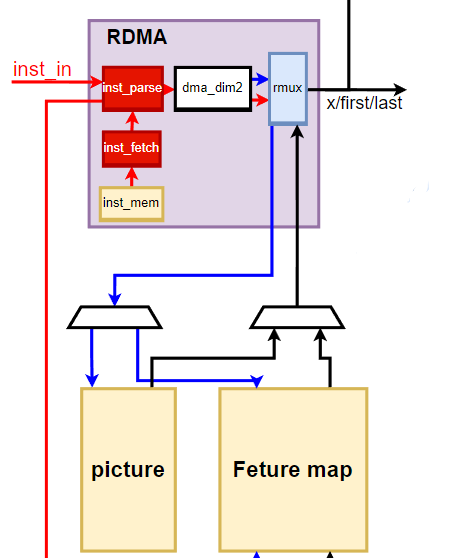 RDMA
inst_in
inst_parse
dma_dim2
rmux
x/first/last
inst_fetch
inst_mem
picture
Feture map